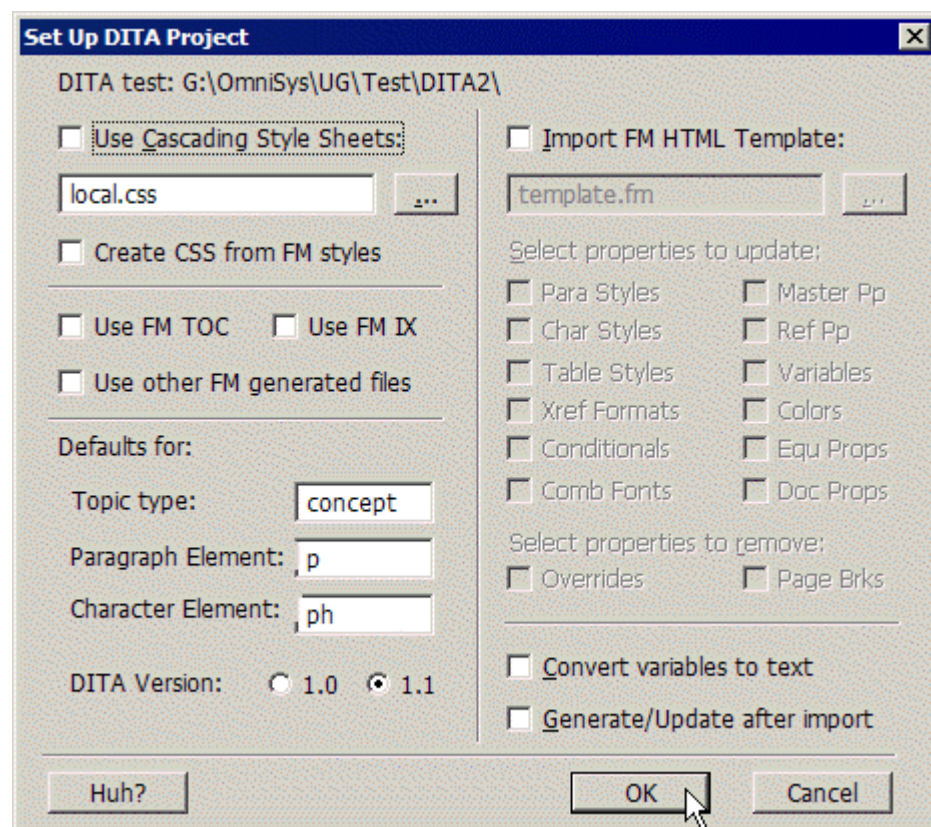 Set Up DITA Project
DITA test: G:\OmniSys\UG\Test\DITA2\
Use Cascading Style Sheets:
local.css
...
Create CSS from FM styles
Use FM TOC
Use FM IX
Use other FM generated files
Defaults for:
Topic type:
concept
Paragraph Element:
p
Character Element:
ph
DITA Version:
1.0
1.1
Import FM HTML Template:
template.fm
...
Select properties to update:
Para Styles
Master Pp
Char Styles
Ref Pp
Table Styles
Variables
Xref Formats
Colors
Conditionals
Equ Props
Comb Fonts
Doc Props
Select properties to remove:
Overrides
Page Brks
Convert variables to text
Generate/Update after import
Huh?
OK
Cancel